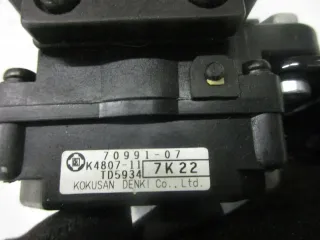 70991-07
K4807-11 7K22
TD5934
KOKUSAN DENKI Co., Ltd.